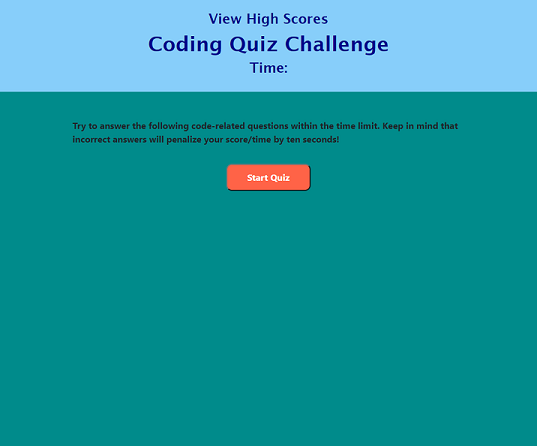 View High Scores
Coding Quiz Challenge
Time:
Try to answer the following code-related questions within the time limit. Keep in mind that
incorrect answers will penalize your score/time by ten seconds!
Start Quiz